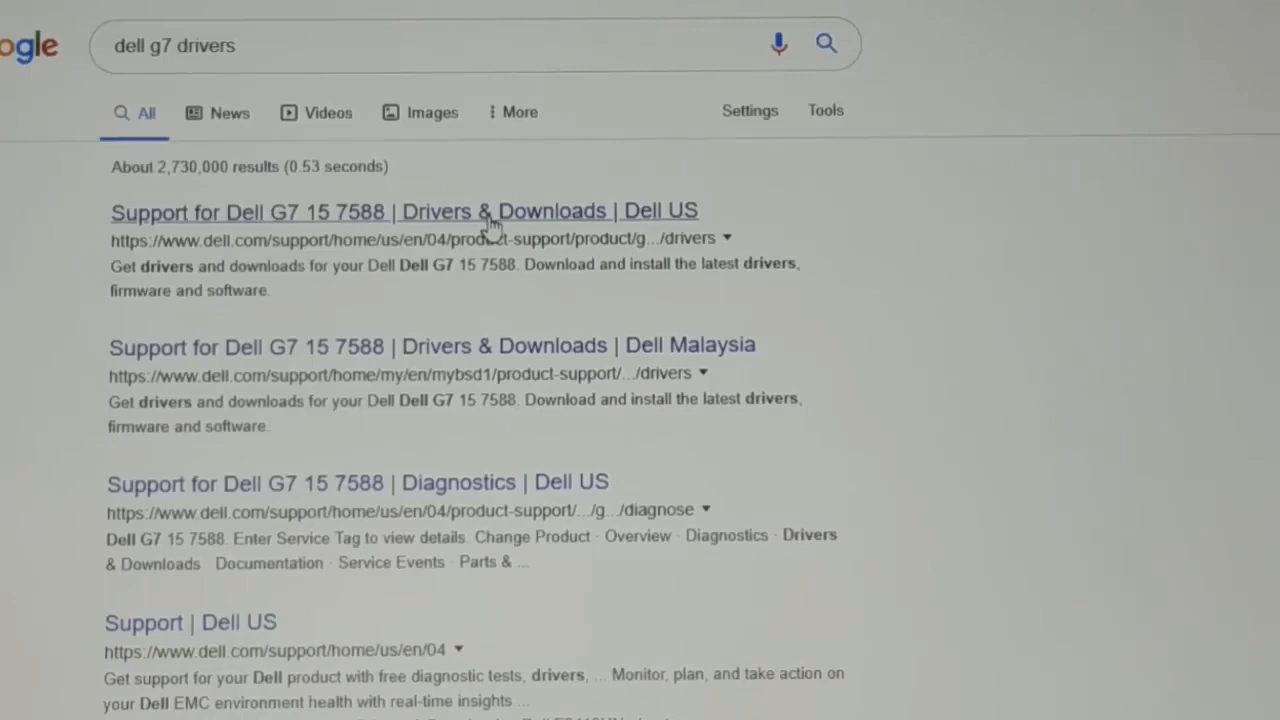 ogle
dell g7 drivers
All News Videos Images More Settings Tools
About 2,730,000 results (0.53 seconds)
Support for Dell G7 15 7588 | Drivers & Downloads | Dell US
https://www.dell.com/support/home/us/en/04/product-support/product/g.../drivers
Get drivers and downloads for your Dell Dell G7 15 7588. Download and install the latest drivers,
firmware and software.
Support for Dell G7 15 7588 | Drivers & Downloads | Dell Malaysia
https://www.dell.com/support/home/my/en/mybsd1/product-support/.../drivers
Get drivers and downloads for your Dell Dell G7 15 7588. Download and install the latest drivers,
firmware and software.
Support for Dell G7 15 7588 | Diagnostics | Dell US
https://www.dell.com/support/home/us/en/04/product-support/.../g.../diagnose
Dell G7 15 7588. Enter Service Tag to view details. Change Product · Overview · Diagnostics · Drivers
& Downloads · Documentation · Service Events · Parts & ...
Support | Dell US
https://www.dell.com/support/home/us/en/04
Get support for your Dell product with free diagnostic tests, drivers, ... Monitor, plan, and take action on
your Dell EMC environment health with real-time insights ...